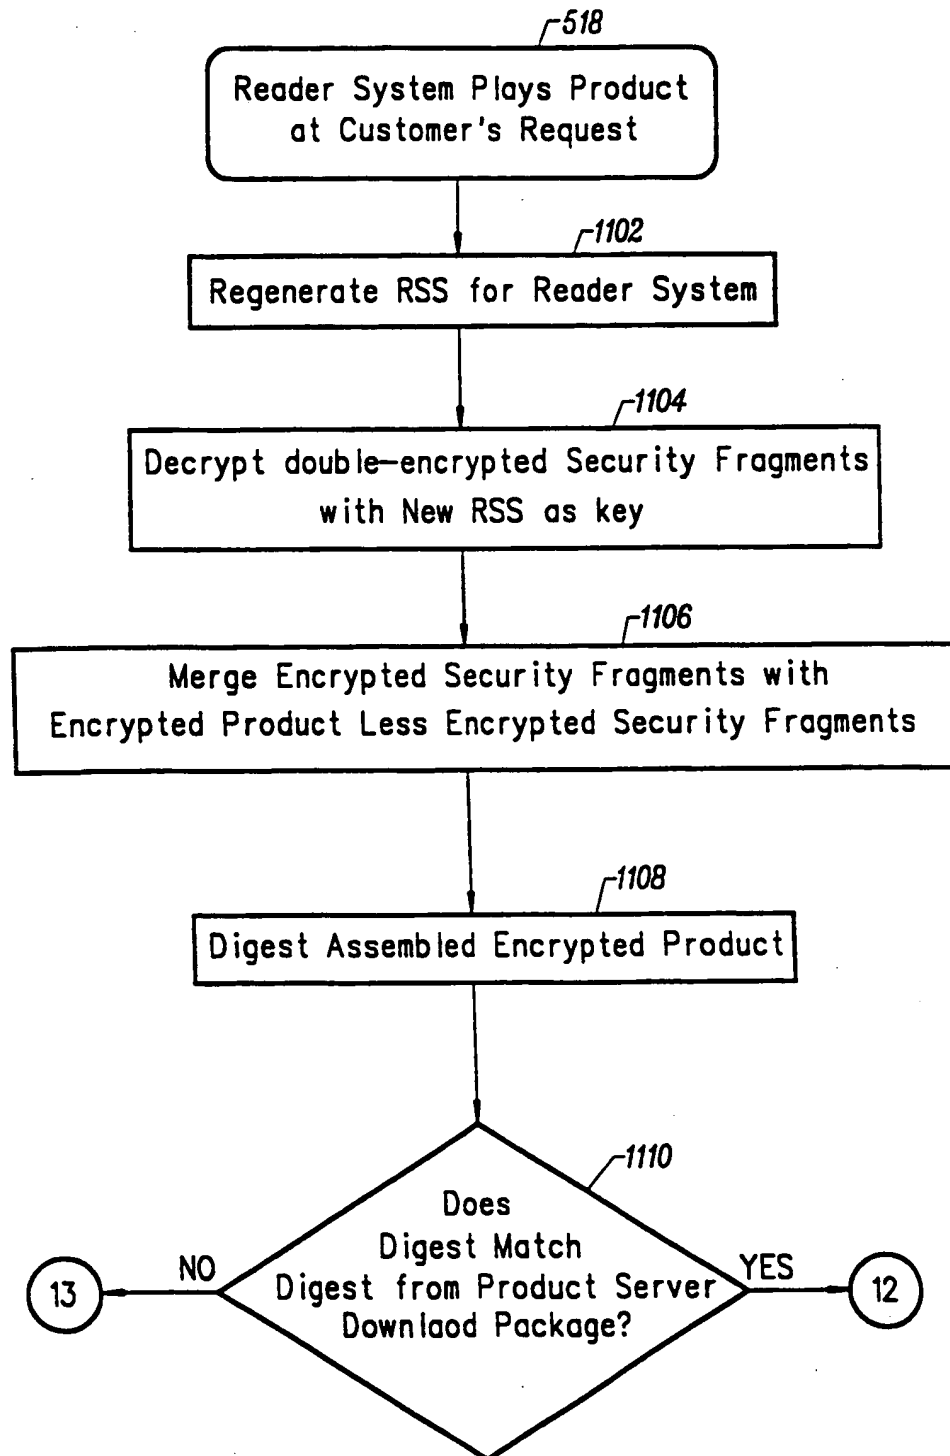 518
Reader System Plays Product
at Customer's Request
1102
Regenerate RSS for Reader System
1104
Decrypt double-encrypted Security Fragments
with New RSS as key
1106
Merge Encrypted Security Fragments with
Encrypted Product Less Encrypted Security Fragments
1108
Digest Assembled Encrypted Product
1110
Does
Digest Match
Digest from Product Server
Downlaod Package?
NO
YES
13
12